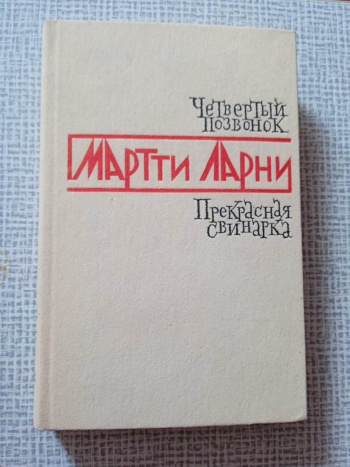 Четвертый
позвонок
МАРТТИ ЛАРНИ
Прекрасная
свинарка